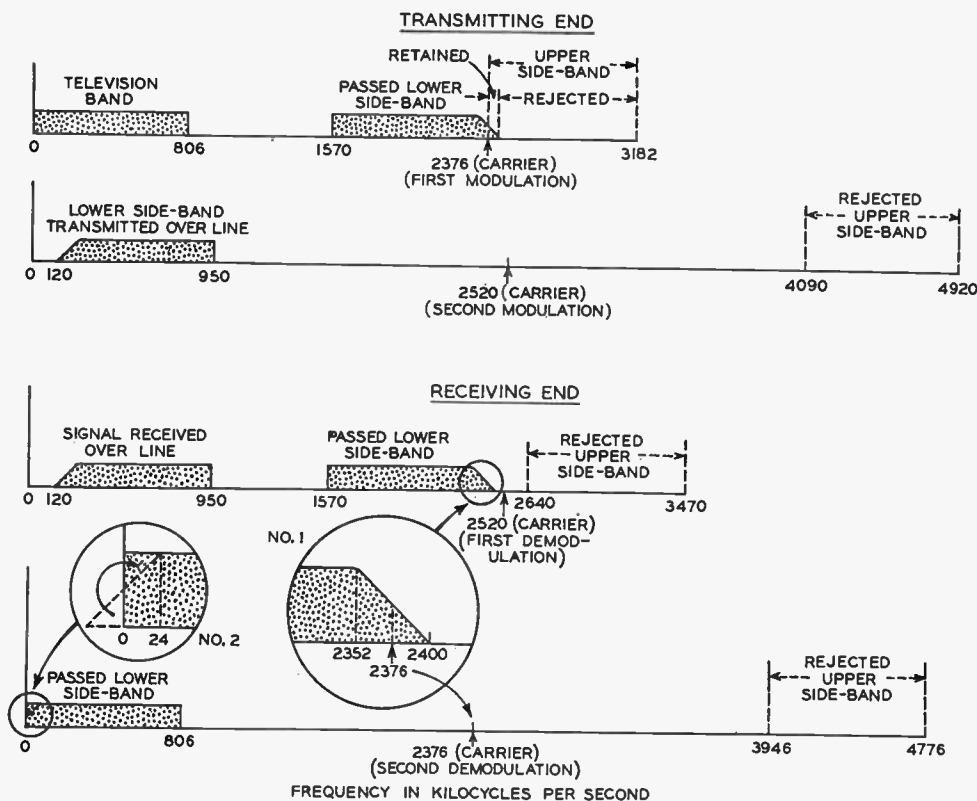 TRANSMITTING END
RETAINED
UPPER
SIDE-BAND
TELEVISION
BAND
PASSED LOWER
SIDE-BAND
REJECTED
0
806
1570
3182
2376 (CARRIER)
(FIRST MODULATION)
LOWER SIDE-BAND
TRANSMITTED OVER LINE
REJECTED
UPPER
SIDE-BAND
0 120
950
2520 (CARRIER)
(SECOND MODULATION)
4090
4920
RECEIVING END
SIGNAL RECEIVED
OVER LINE
PASSED LOWER
SIDE-BAND
REJECTED
UPPER
SIDE-BAND
0 120
950
1570
2640
3470
2520 (CARRIER)
(FIRST DEMOD-
ULATION)
NO. 1
0 24
NO. 2
2352
2400
2376
PASSED LOWER
SIDE-BAND
REJECTED
UPPER
SIDE-BAND
0
806
2376 (CARRIER)
(SECOND DEMODULATION)
3946
4776
FREQUENCY IN KILOCYCLES PER SECOND